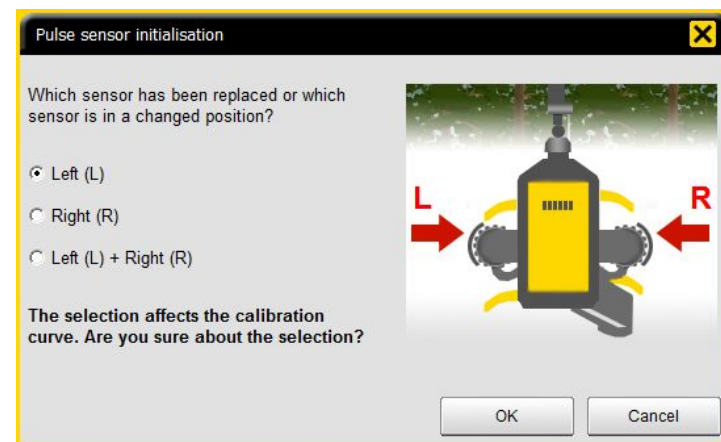 Pulse sensor initialisation
Which sensor has been replaced or which
sensor is in a changed position?
Left (L)
Right (R)
Left (L) + Right (R)
The selection affects the calibration
curve. Are you sure about the selection?
L
R
OK
Cancel